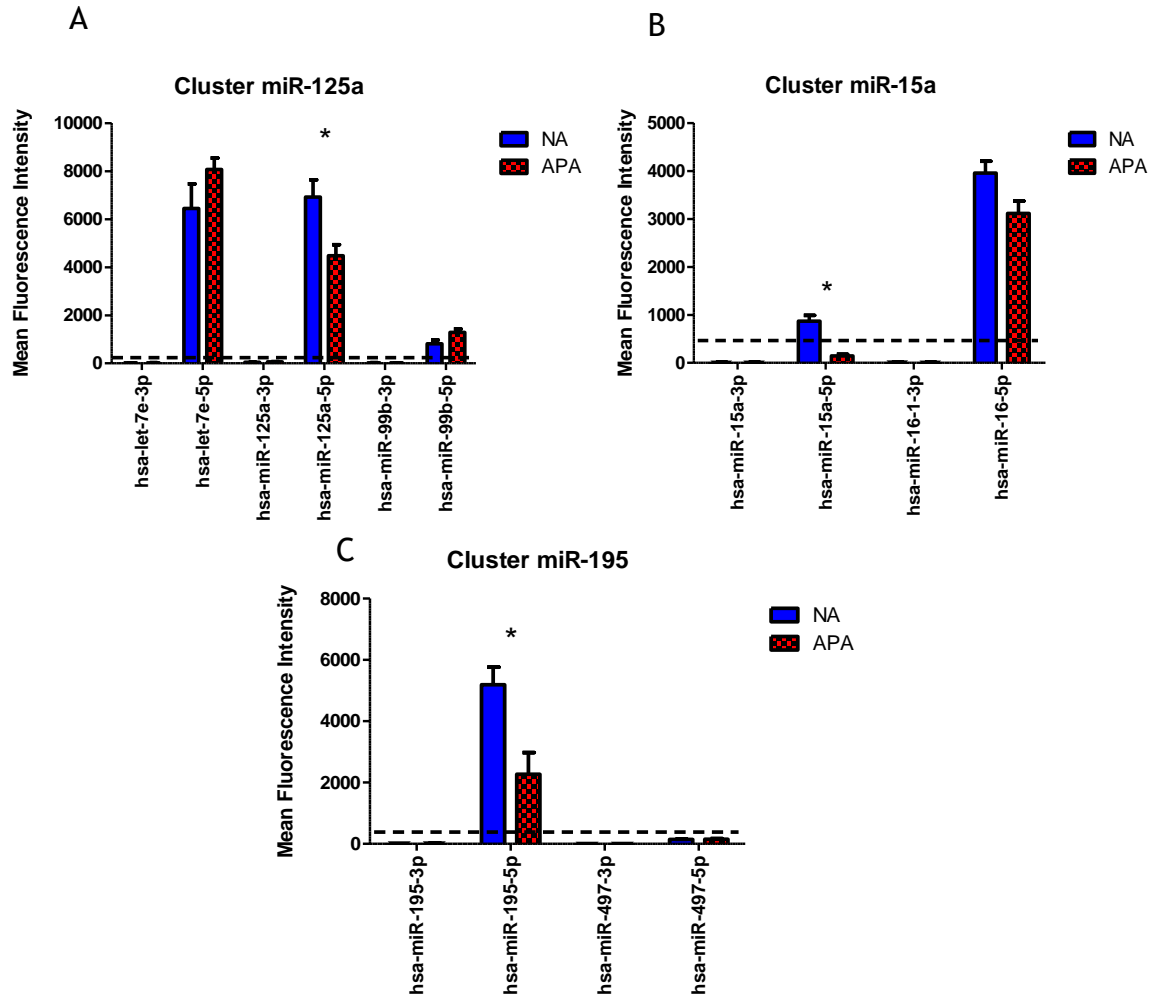 A
Cluster miR-125a
Mean Fluorescence Intensity
10000
8000
6000
4000
2000
0
*
NA
APA
hsa-let-7e-3p
hsa-let-7e-5p
hsa-miR-125a-3p
hsa-miR-125a-5p
hsa-miR-99b-3p
hsa-miR-99b-5p
B
Cluster miR-15a
Mean Fluorescence Intensity
5000
4000
3000
2000
1000
0
*
NA
APA
hsa-miR-15a-3p
hsa-miR-15a-5p
hsa-miR-16-1-3p
hsa-miR-16-5p
C
Cluster miR-195
Mean Fluorescence Intensity
8000
6000
4000
2000
0
*
NA
APA
hsa-miR-195-3p
hsa-miR-195-5p
hsa-miR-497-3p
hsa-miR-497-5p